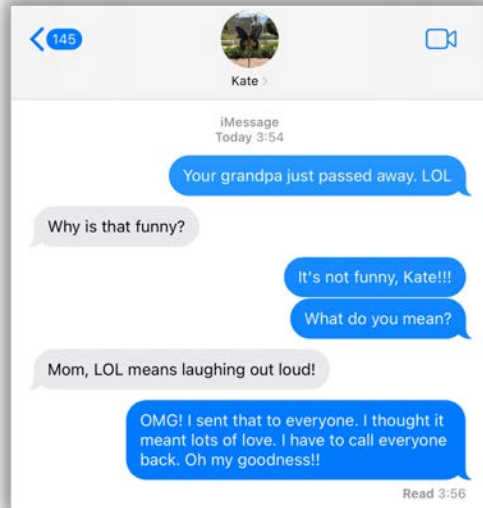 145
Kate
iMessage
Today 3:54
Your grandpa just passed away. LOL
Why is that funny?
It's not funny, Kate!!!
What do you mean?
Mom, LOL means laughing out loud!
OMG! I sent that to everyone. I thought it
meant lots of love. I have to call everyone
back. Oh my goodness!!
Read 3:56